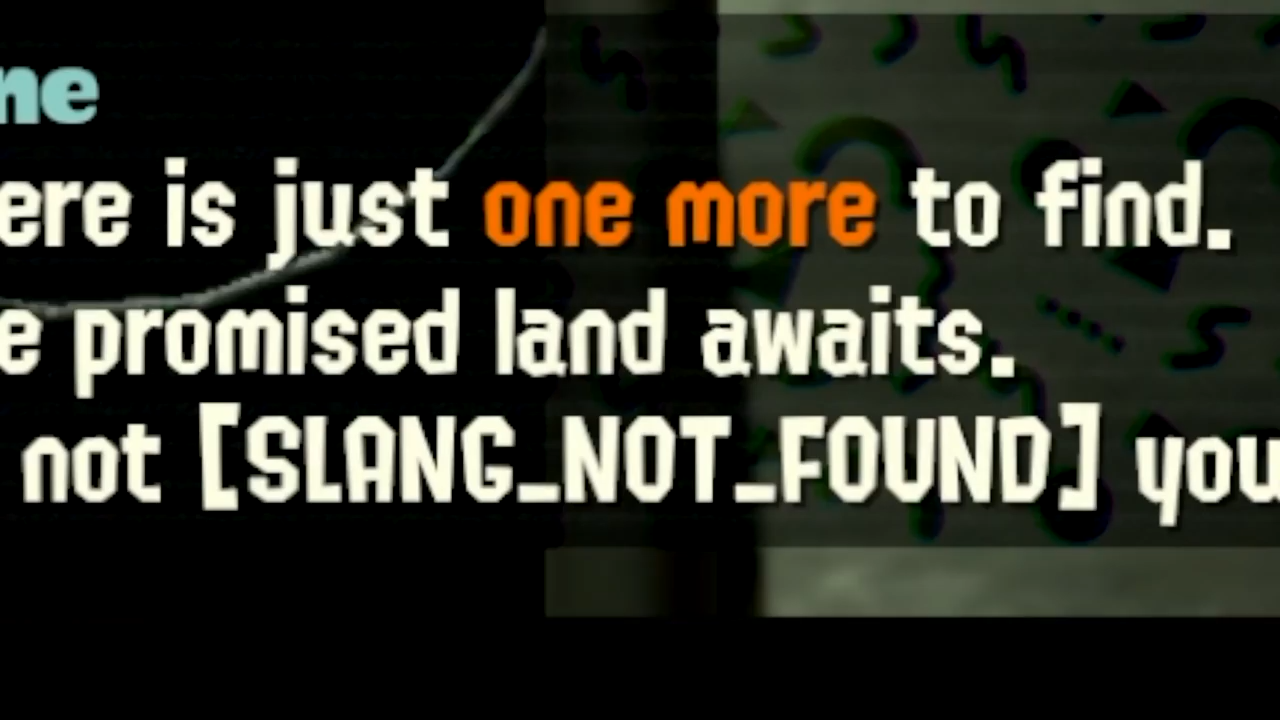 ne
ere is just one more to find.
e promised land awaits.
not [SLANG_NOT_FOUND] you